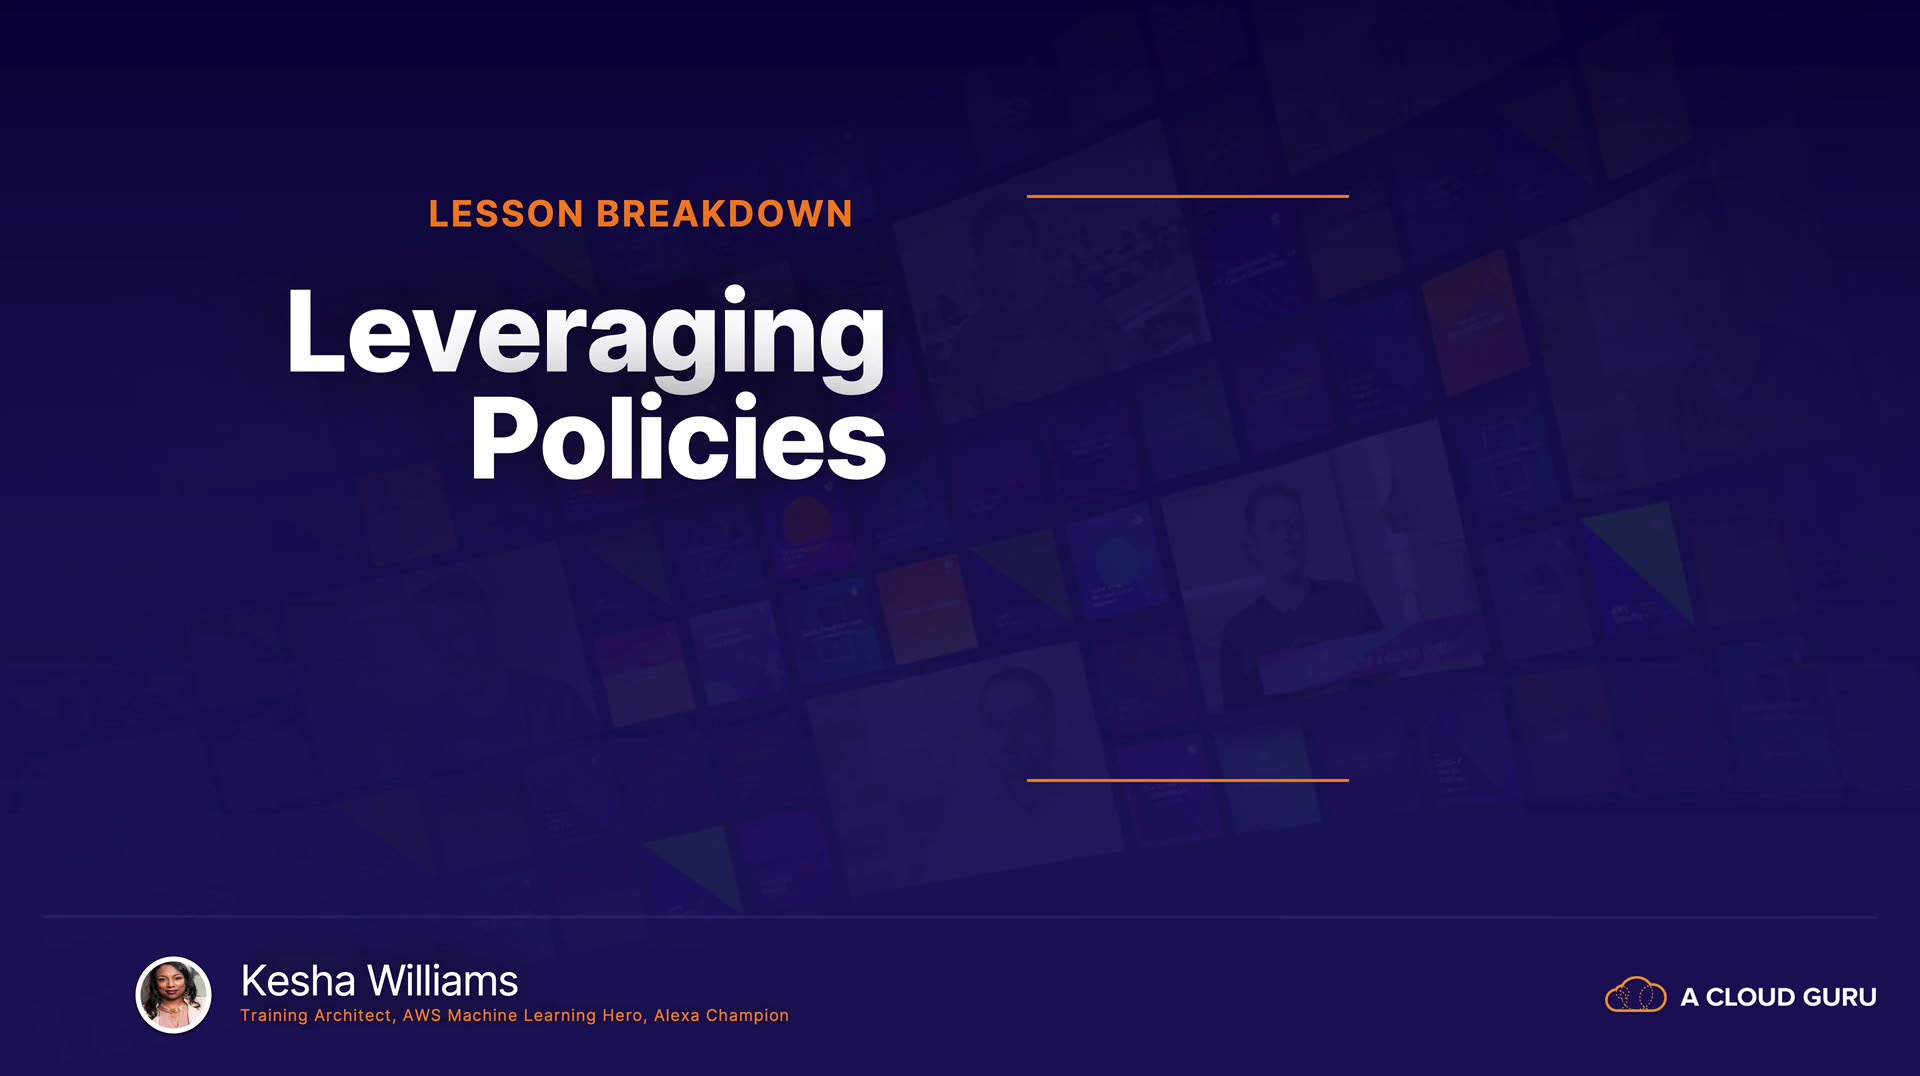 LESSON BREAKDOWN
Leveraging
Policies
Kesha Williams
Training Architect, AWS Machine Learning Hero, Alexa Champion
A CLOUD GURU